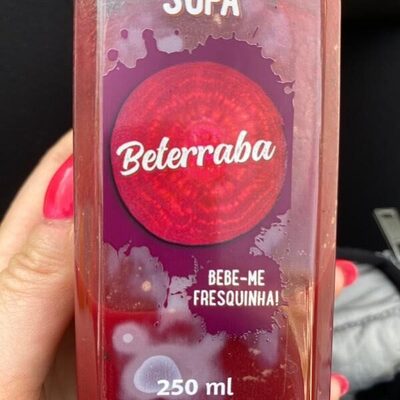 SOPA
Beterraba
BEBE-ME
FRESQUINHA!
250 ml